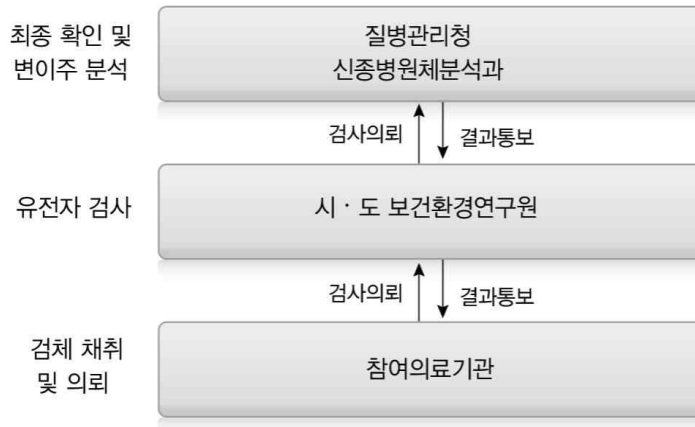 최종 확인 및
변이주 분석
질병관리청
신종병원체분석과
검사의뢰
결과통보
유전자 검사
시 · 도 보건환경연구원
검사의뢰
결과통보
검체 채취
및 의뢰
참여의료기관